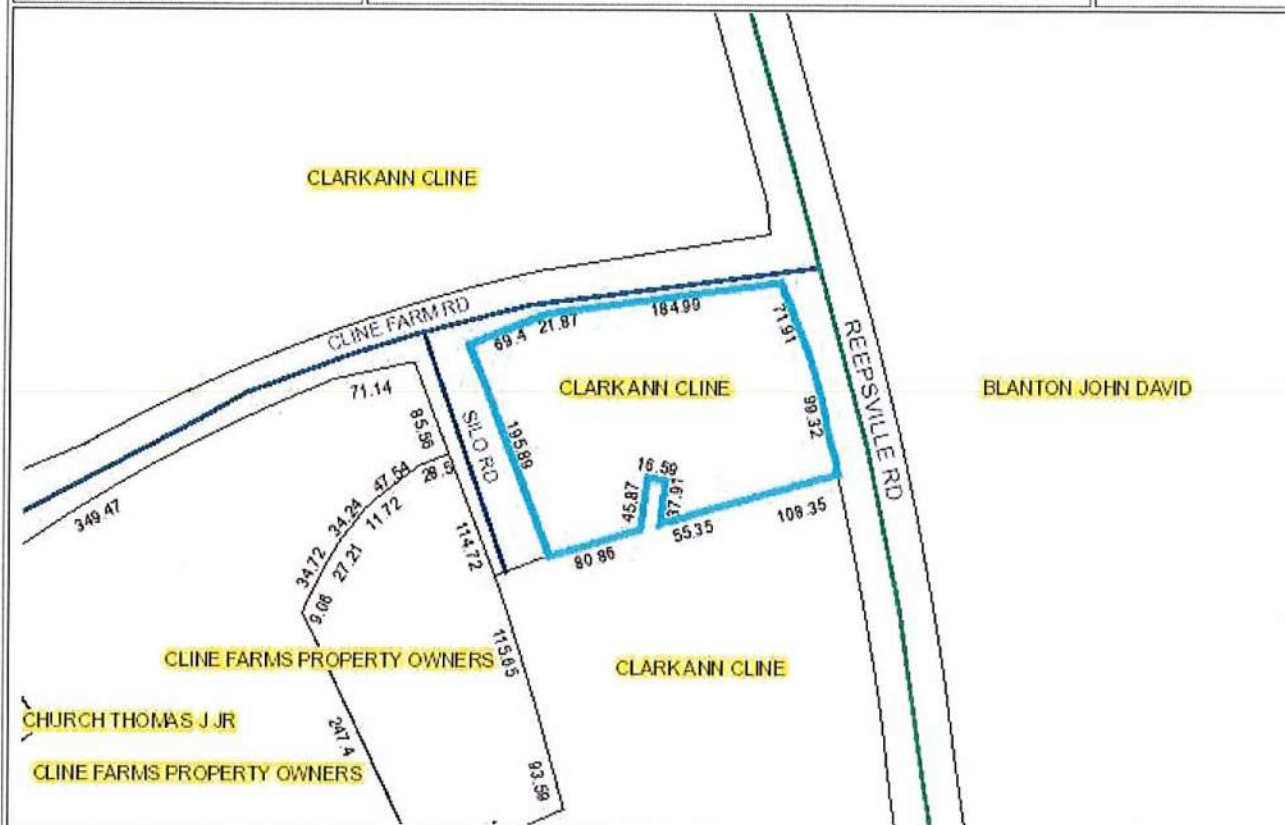 CLARKANN CLINE
CLINE FARM RD
69.4
21.87
184.99
71.91
71.14
CLARKANN CLINE
REEPSVILLE RD
BLANTON JOHN DAVID
99.32
85.56
SILO RD
195.89
47.54
28.5
16.59
34.24
11.72
45.87
37.91
349.47
108.35
55.35
114.72
80.86
34.72
27.21
9.06
115.65
CLINE FARMS PROPERTY OWNERS
CLARKANN CLINE
CHURCH THOMAS J JR
247.4
CLINE FARMS PROPERTY OWNERS
93.59